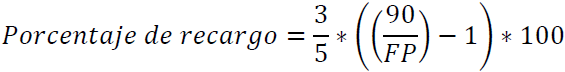 Porcentaje de recargo = 3/5 * ((90/FP) − 1) * 100